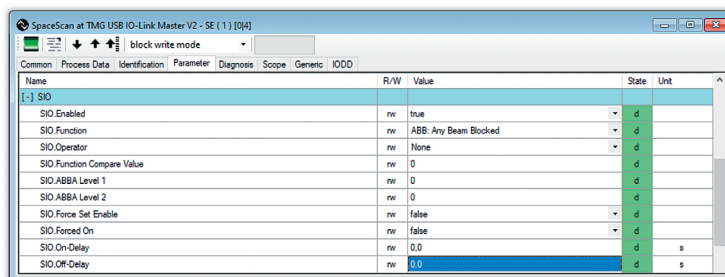 SpaceScan at TMG USB IO-Link Master V2 - SE ( 1 ) [0|4]
block write mode
Common Process Data Identification Parameter Diagnosis Scope Generic IODD
Name R/W Value State Unit
[-] SIO
SIO.Enabled rw true d
SIO.Function rw ABB: Any Beam Blocked d
SIO.Operator rw None d
SIO.Function Compare Value rw 0 d
SIO.ABBA Level 1 rw 0 d
SIO.ABBA Level 2 rw 0 d
SIO.Force Set Enable rw false d
SIO.Forced On rw false d
SIO.On-Delay rw 0,0 d s
SIO.Off-Delay rw 0,0 d s